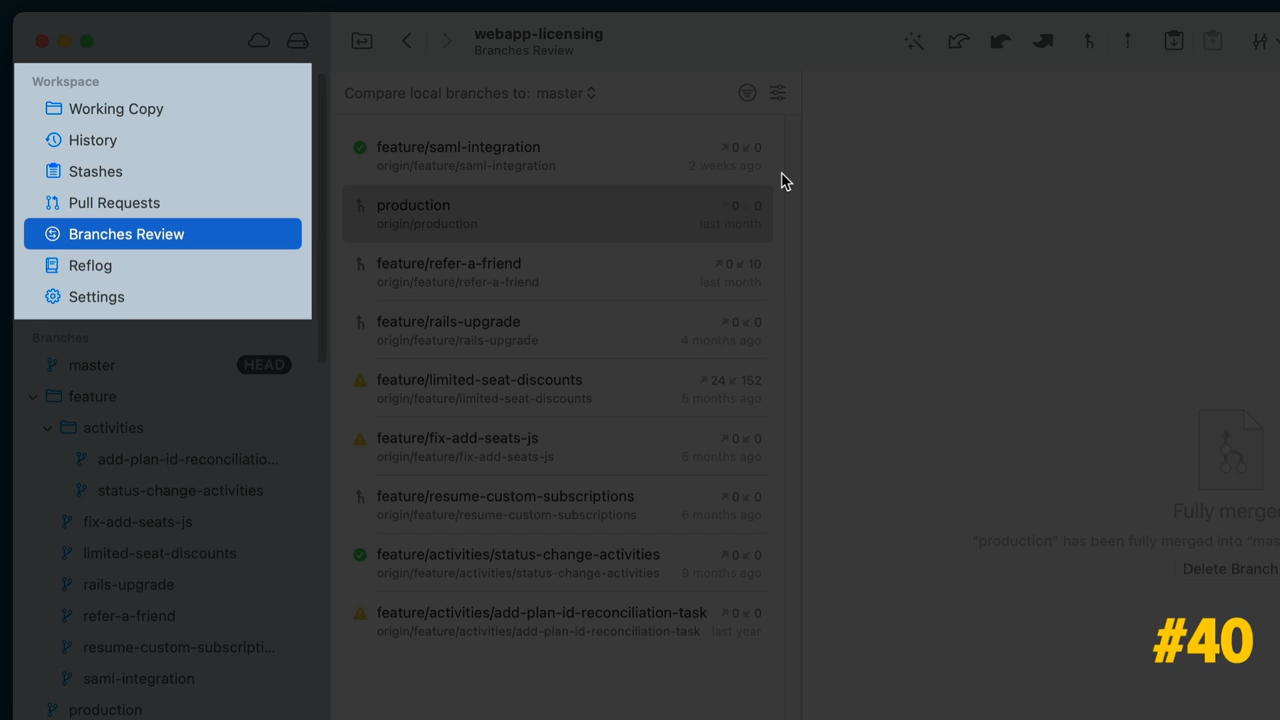 webapp-licensing
Branches Review
Workspace
Working Copy
History
Stashes
Pull Requests
Branches Review
Reflog
Settings
Branches
master HEAD
feature
activities
add-plan-id-reconciliatio...
status-change-activities
fix-add-seats-js
limited-seat-discounts
rails-upgrade
refer-a-friend
resume-custom-subscripti...
saml-integration
production
Compare local branches to: master
feature/saml-integration 0 0
origin/feature/saml-integration 2 weeks ago
production 0 0
origin/production last month
feature/refer-a-friend 0 10
origin/feature/refer-a-friend last month
feature/rails-upgrade 0 0
origin/feature/rails-upgrade 4 months ago
feature/limited-seat-discounts 24 152
origin/feature/limited-seat-discounts 5 months ago
feature/fix-add-seats-js 0 0
origin/feature/fix-add-seats-js months ago
feature/resume-custom-subscriptions 0 0
origin/feature/resume-custom-subscriptions 6 months ago
feature/activities/status-change-activities 0 0
origin/feature/activities/status-change-activities 9 months ago
feature/activities/add-plan-id-reconciliation-task 0 0
origin/feature/activities/add-plan-id-reconciliation-task last year
Fully merge
"production" has been fully merged into "mas
Delete Branch
#40